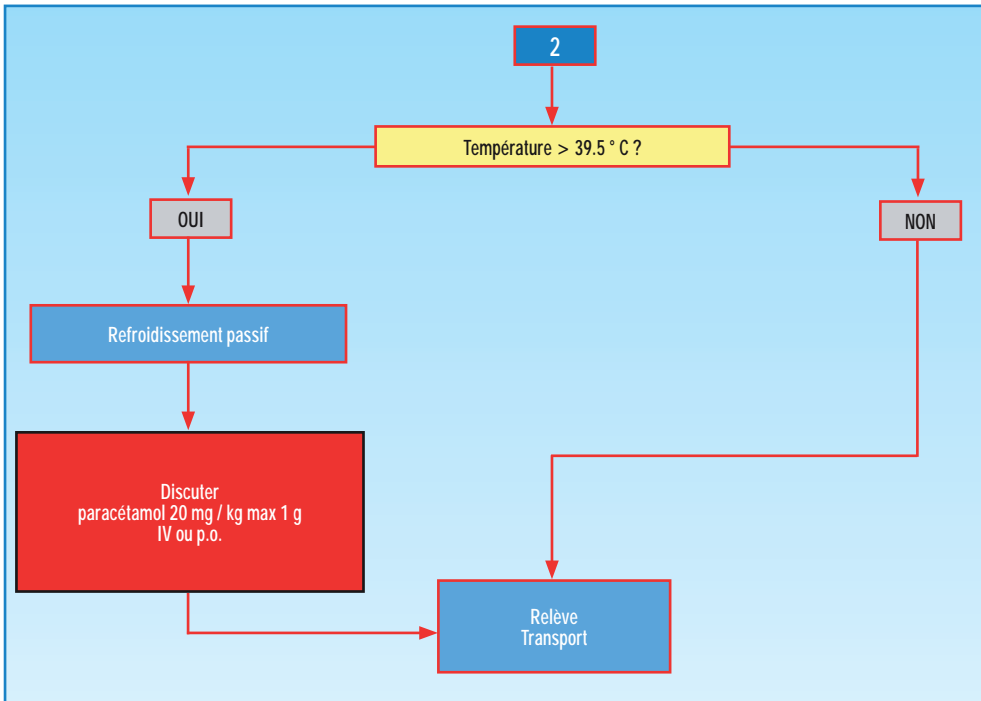 2
Température > 39.5 ° C ?
OUI
NON
Refroidissement passif
Discuter
paracétamol 20 mg / kg max 1 g
IV ou p.o.
Relève
Transport